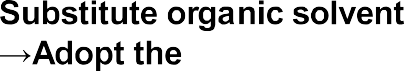 Substitute organic solvent
→Adopt the